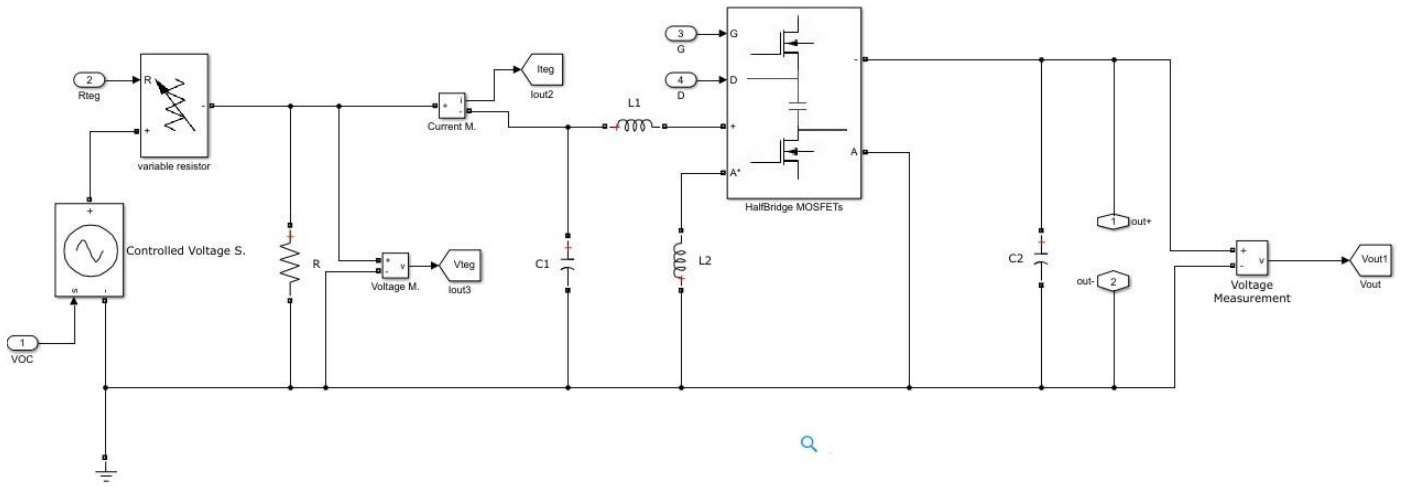 2
Rteg
R
+
-
variable resistor
+
Controlled Voltage S.
s
-
1
VOC
R
+
-
v
Voltage M.
Vteg
Iout3
+
i
-
Current M.
Iteg
Iout2
C1
L1
L2
3
G
4
D
G
D
+
A*
-
A
HalfBridge MOSFETs
C2
1
out+
out-
2
+
-
v
Voltage
Measurement
Vout1
Vout